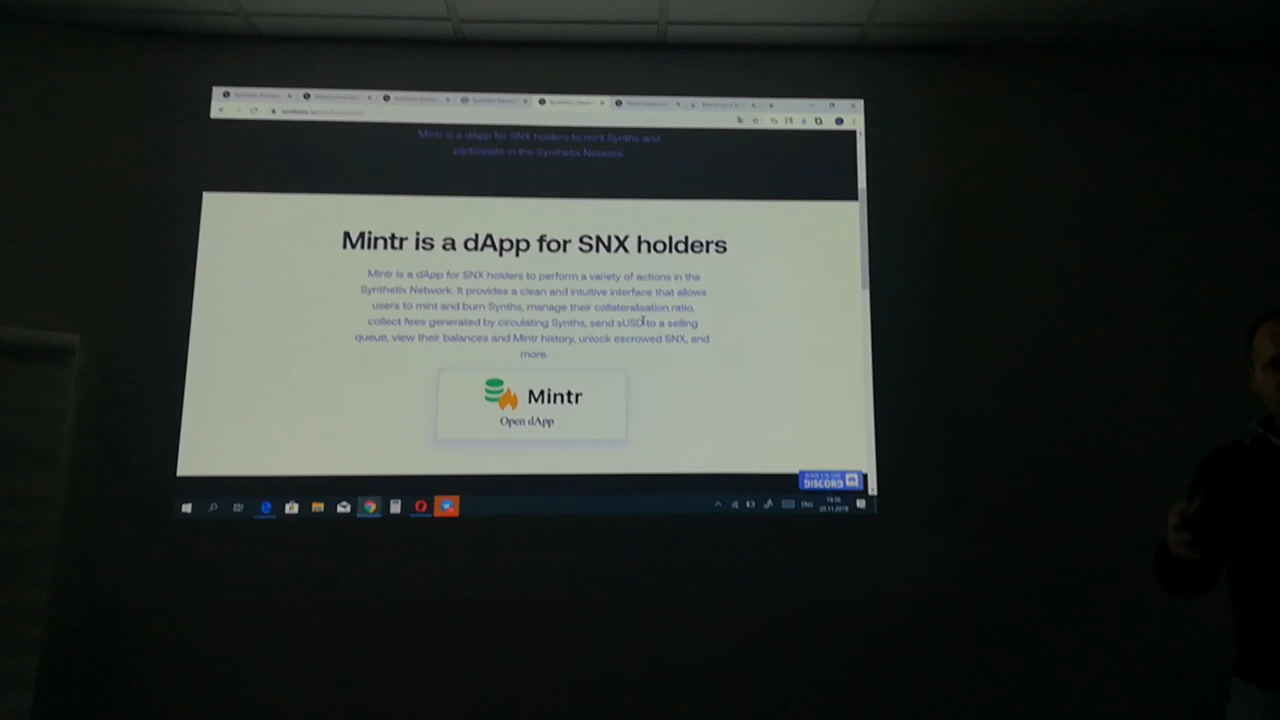 Mintr is a dApp for SNX holders to mint Synths and
participate in the Synthetix Network
Mintr is a dApp for SNX holders
Mintr is a dApp for SNX holders to perform a variety of actions in the
Synthetix Network. It provides a clean and intuitive interface that allows
users to mint and burn Synths, manage their collateralisation ratio,
collect fees generated by circulating Synths, send sUSD to a selling
queue, view their balances and Mintr history, unlock escrowed SNX, and
more.
Mintr
Open dApp
DISCORD
ENG